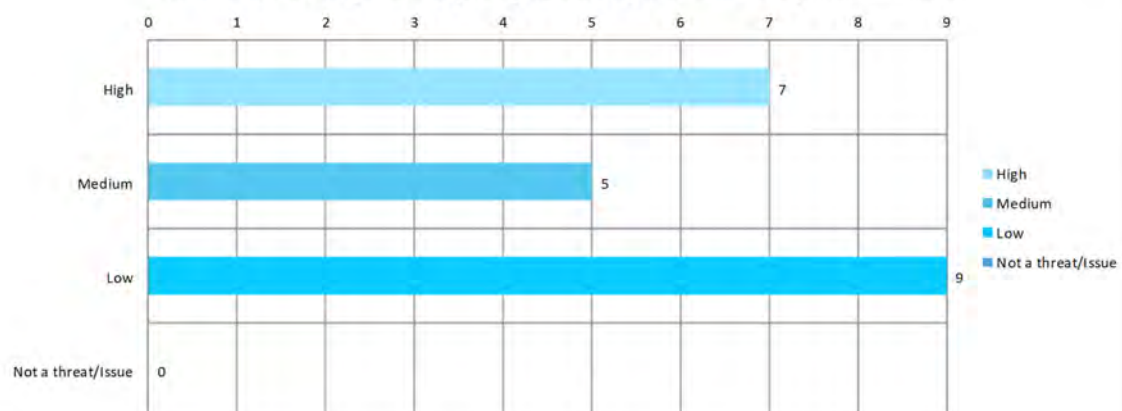 0 1 2 3 4 5 6 7 8 9
High 7
Medium 5
Low 9
Not a threat/Issue 0
High
Medium
Low
Not a threat/Issue